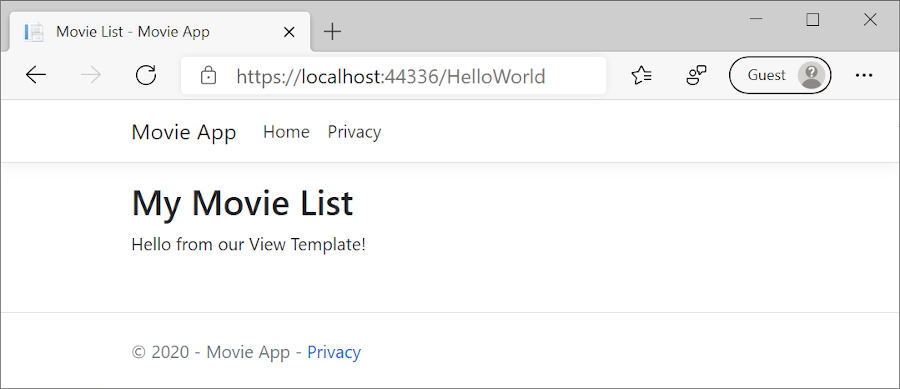 Movie List - Movie App
https://localhost:44336/HelloWorld
Guest
Movie App Home Privacy
My Movie List
Hello from our View Template!
© 2020 - Movie App - Privacy